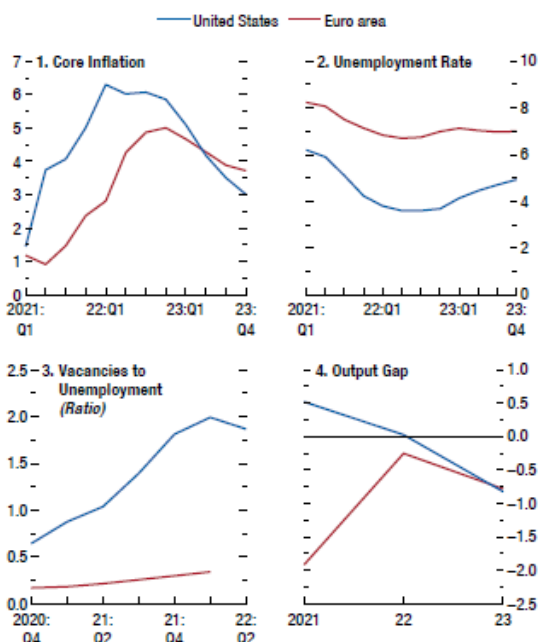 United States Euro area
1. Core Inflation
7
6
5
4
3
2
1
0
2021:
Q1
22:Q1
23:Q1
23:
Q4
2. Unemployment Rate
10
8
6
4
2
0
2021:
Q1
22:Q1
23:Q1
23:
Q4
3. Vacancies to
Unemployment
(Ratio)
2.5
2.0
1.5
1.0
0.5
0.0
2020:
Q4
21:
Q2
21:
Q4
22:
Q2
4. Output Gap
1.0
0.5
0.0
–0.5
–1.0
–1.5
–2.0
–2.5
2021
22
23